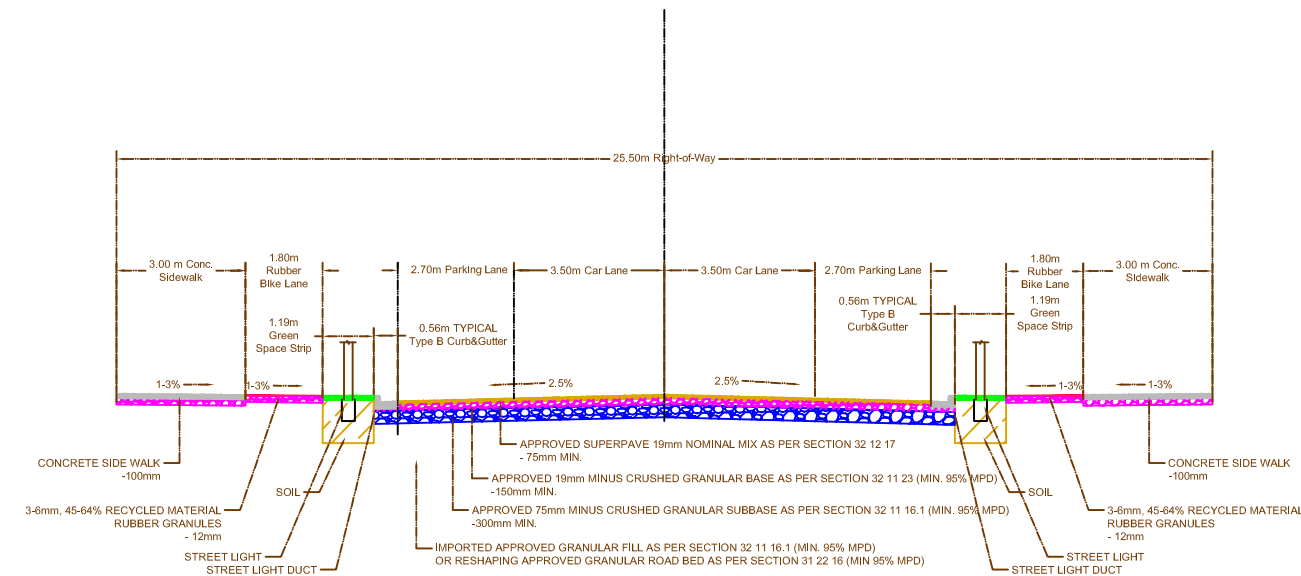 25.50m Right-of-Way
3.00 m Conc.
Sidewalk
1.80m
Rubber
Bike Lane
2.70m Parking Lane
3.50m Car Lane
3.50m Car Lane
2.70m Parking Lane
1.80m
Rubber
Bike Lane
3.00 m Conc.
Sidewalk
1.19m
Green
Space Strip
0.56m TYPICAL
Type B Curb&Gutter
0.56m TYPICAL
Type B
Curb&Gutter
1.19m
Green
Space Strip
1-3%
1-3%
2.5%
2.5%
1-3%
1-3%
APPROVED SUPERPAVE 19mm NOMINAL MIX AS PER SECTION 32 12 17
- 75mm MIN.
CONCRETE SIDE WALK
-100mm
APPROVED 19mm MINUS CRUSHED GRANULAR BASE AS PER SECTION 32 11 23 (MIN. 95% MPD)
-150mm MIN.
CONCRETE SIDE WALK
-100mm
SOIL
SOIL
3-6mm, 45-64% RECYCLED MATERIAL
RUBBER GRANULES
- 12mm
APPROVED 75mm MINUS CRUSHED GRANULAR SUBBASE AS PER SECTION 32 11 16.1 (MIN. 95% MPD)
-300mm MIN.
3-6mm, 45-64% RECYCLED MATERIAL
RUBBER GRANULES
- 12mm
STREET LIGHT
STREET LIGHT DUCT
IMPORTED APPROVED GRANULAR FILL AS PER SECTION 32 11 16.1 (MIN. 95% MPD)
OR RESHAPING APPROVED GRANULAR ROAD BED AS PER SECTION 31 22 16 (MIN 95% MPD)
STREET LIGHT
STREET LIGHT DUCT